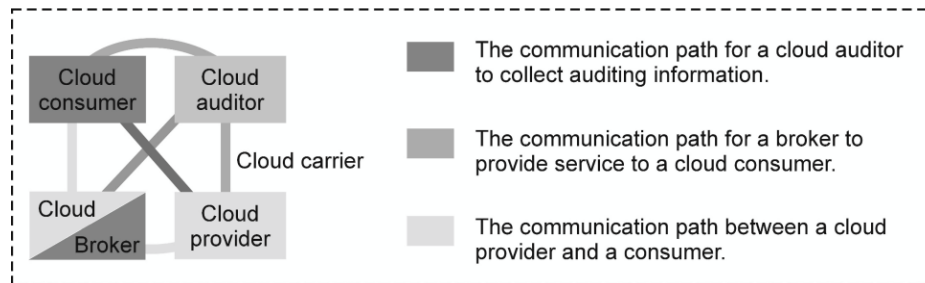 Cloud
consumer
Cloud
auditor
Cloud carrier
Cloud
Broker
Cloud
provider
The communication path for a cloud auditor
to collect auditing information.
The communication path for a broker to
provide service to a cloud consumer.
The communication path between a cloud
provider and a consumer.